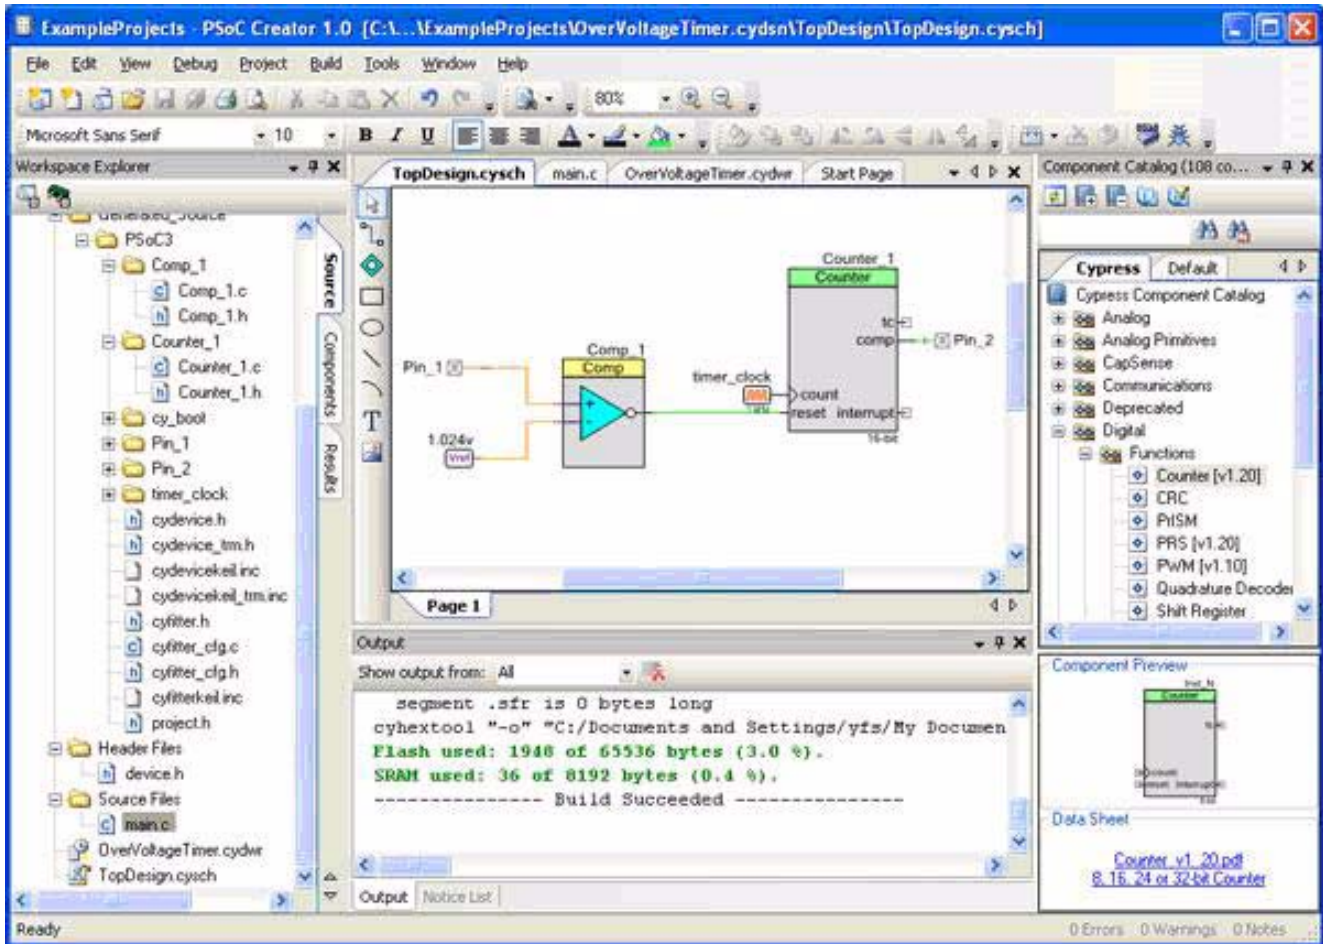 ExampleProjects - PSoC Creator 1.0 [C:\...\ExampleProjects\OverVoltageTimer.cydsn\TopDesign\TopDesign.cysch]
File Edit View Debug Project Build Tools Window Help
80%
Microsoft Sans Serif 10 B I U A
Workspace Explorer
Generated_Source
PSoC3
Comp_1
Comp_1.c
Comp_1.h
Counter_1
Counter_1.c
Counter_1.h
cy_boot
Pin_1
Pin_2
timer_clock
cydevice.h
cydevice_trm.h
cydevicekeil.inc
cydevicekeil_trm.inc
cyfitter.h
cyfitter_cfg.c
cyfitter_cfg.h
cyfitterkeil.inc
project.h
Header Files
device.h
Source Files
main.c
OverVoltageTimer.cydwr
TopDesign.cysch
Source
Components
Results
TopDesign.cysch main.c OverVoltageTimer.cydwr Start Page
T
Counter_1
Counter
tc
comp
Pin_2
Comp_1
Comp
Pin_1
timer_clock
count
reset interrupt
16-bit
1.024v
Vref
Page 1
Output
Show output from: All
segment .sfr is 0 bytes long
cyhextool "-o" "C:/Documents and Settings/yfs/My Documen
Flash used: 1948 of 65536 bytes (3.0 %).
SRAM used: 36 of 8192 bytes (0.4 %).
--------------- Build Succeeded ---------------
Output Notice List
Component Catalog (108 co...
Cypress Default
Cypress Component Catalog
Analog
Analog Primitives
CapSense
Communications
Deprecated
Digital
Functions
Counter [v1.20]
CRC
PrISM
PRS [v1.20]
PWM [v1.10]
Quadrature Decoder
Shift Register
Component Preview
Inst_N
Counter
Data Sheet
Counter_v1_20.pdf
8, 16, 24 or 32-bit Counter
Ready
0 Errors 0 Warnings 0 Notes